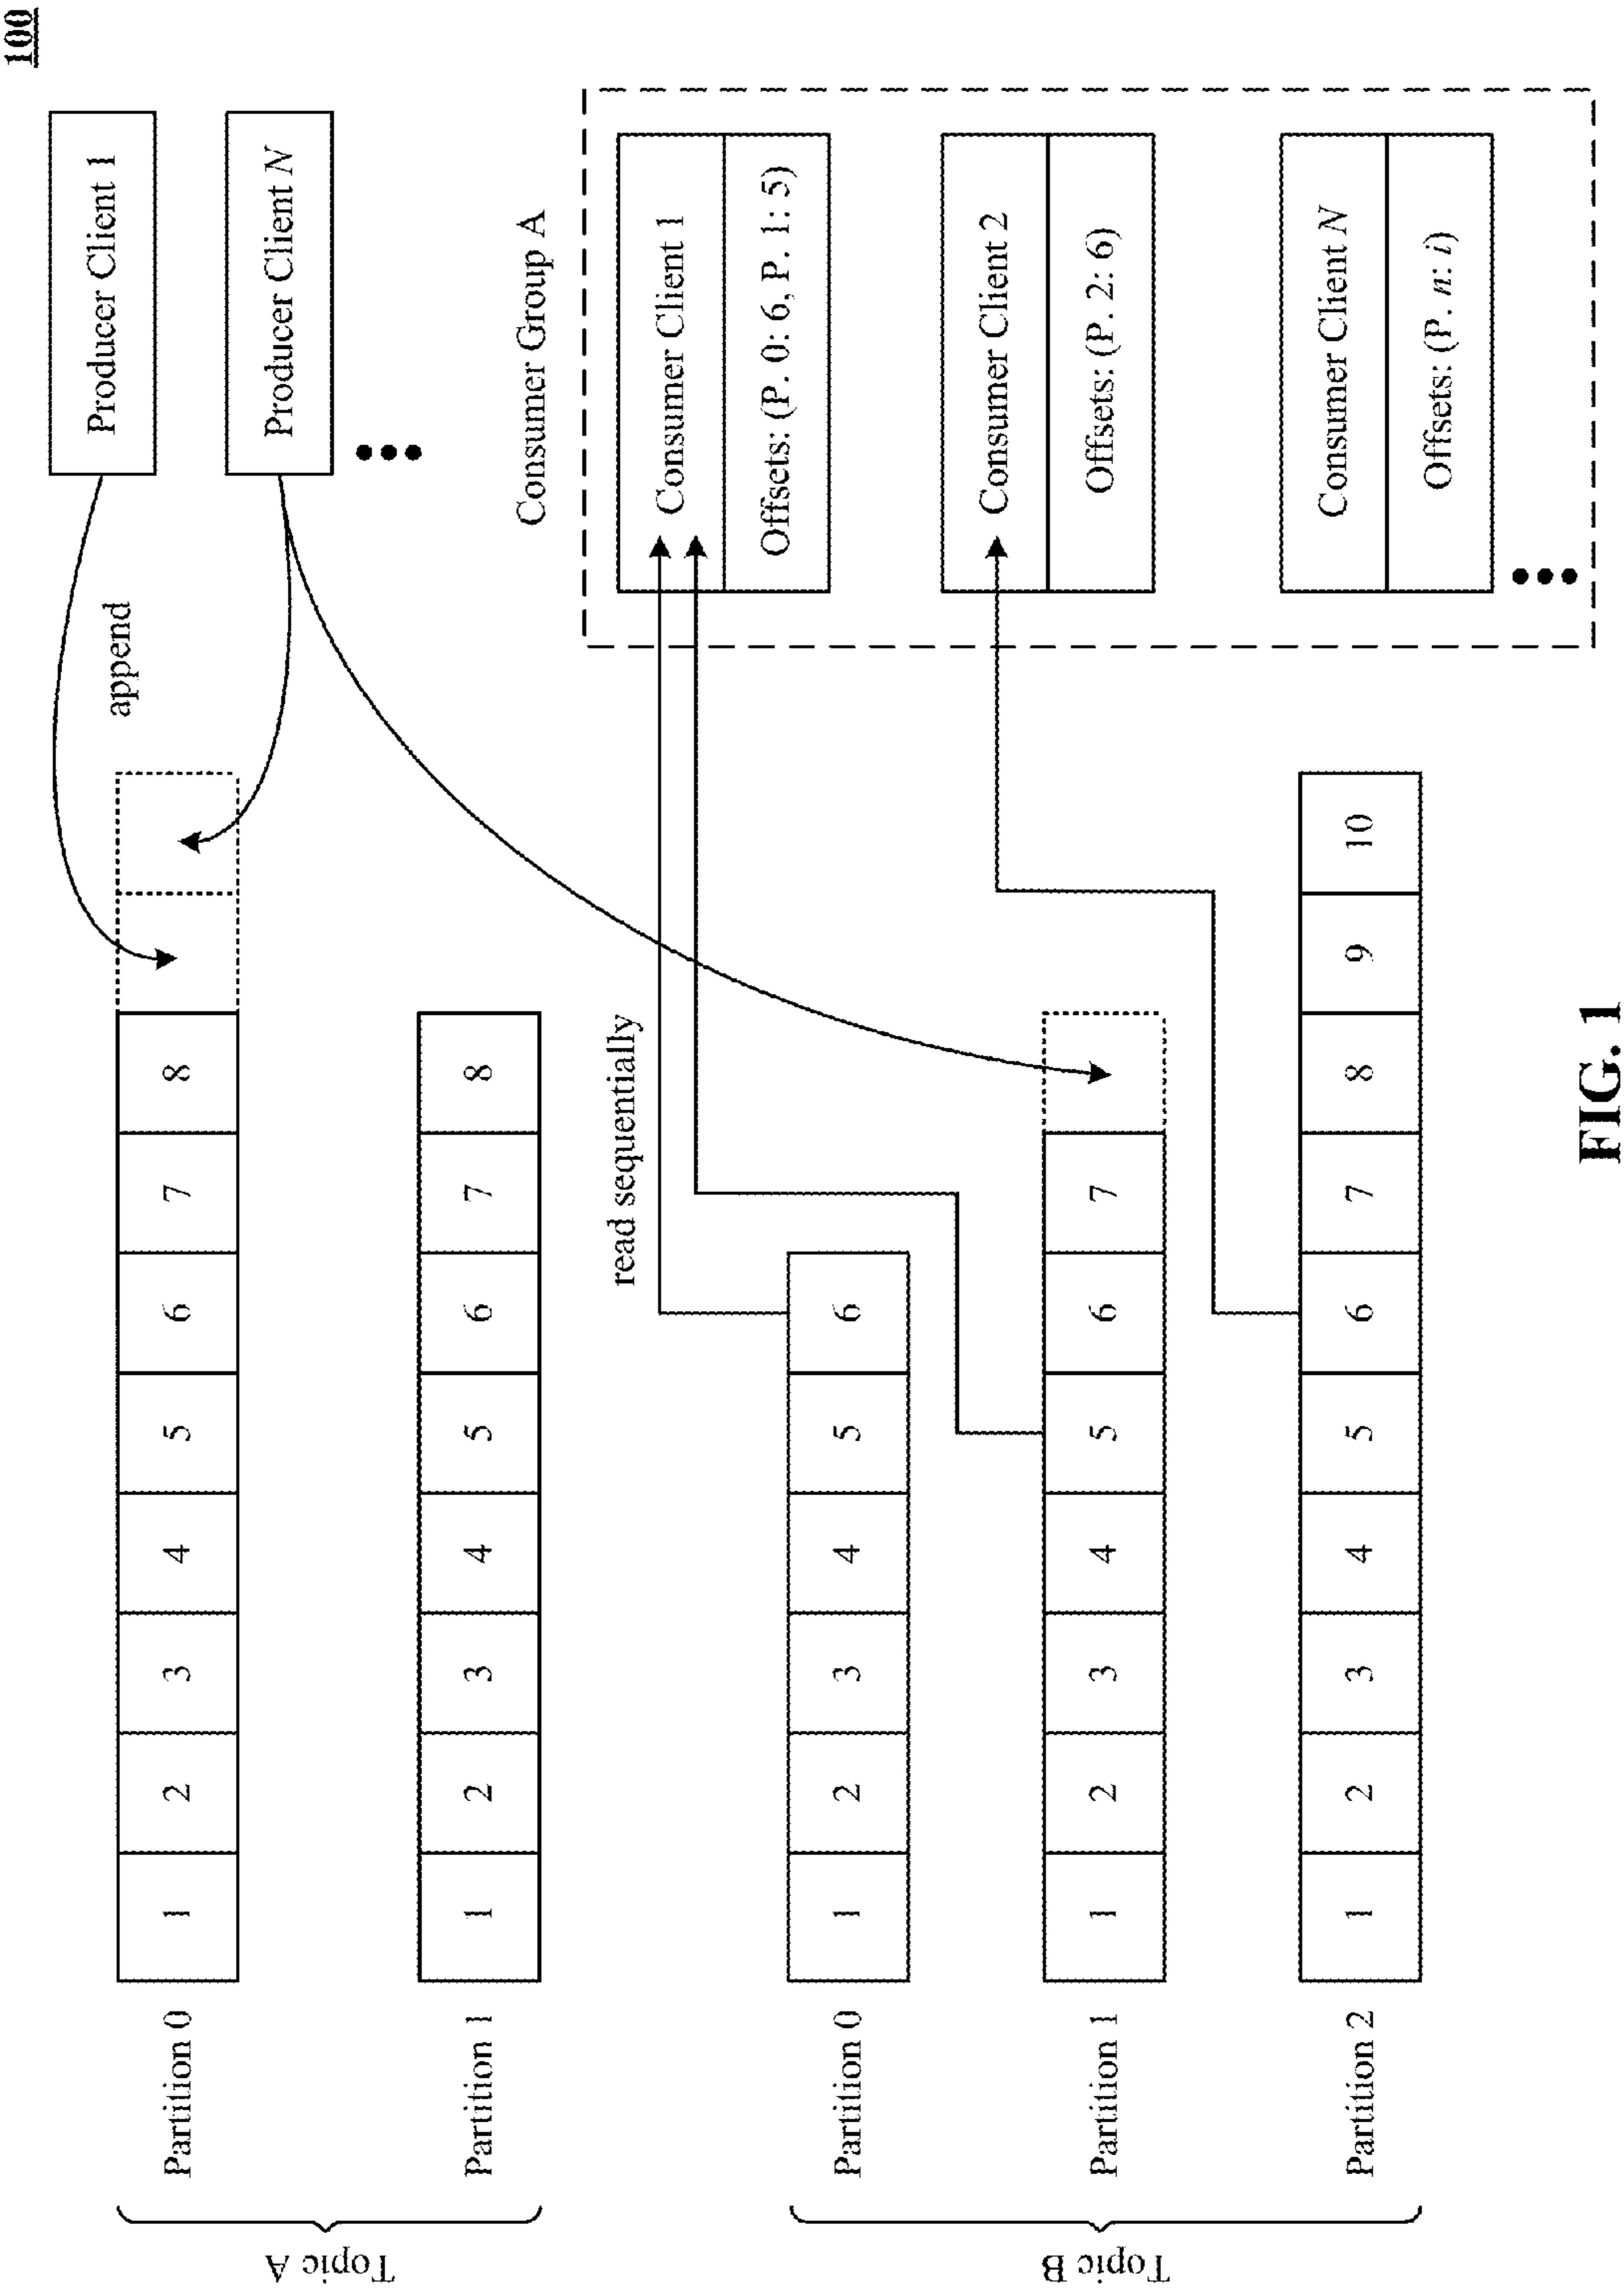 100
Producer Client 1
Producer Client N
append
Topic A
Partition 0
1 2 3 4 5 6 7 8
Partition 1
1 2 3 4 5 6 7 8
Consumer Group A
Consumer Client 1
Offsets: (P. 0: 6, P. 1: 5)
Consumer Client 2
Offsets: (P. 2: 6)
Consumer Client N
Offsets: (P. n: i)
read sequentially
Topic B
Partition 0
1 2 3 4 5 6
Partition 1
1 2 3 4 5 6 7
Partition 2
1 2 3 4 5 6 7 8 9 10
FIG. 1